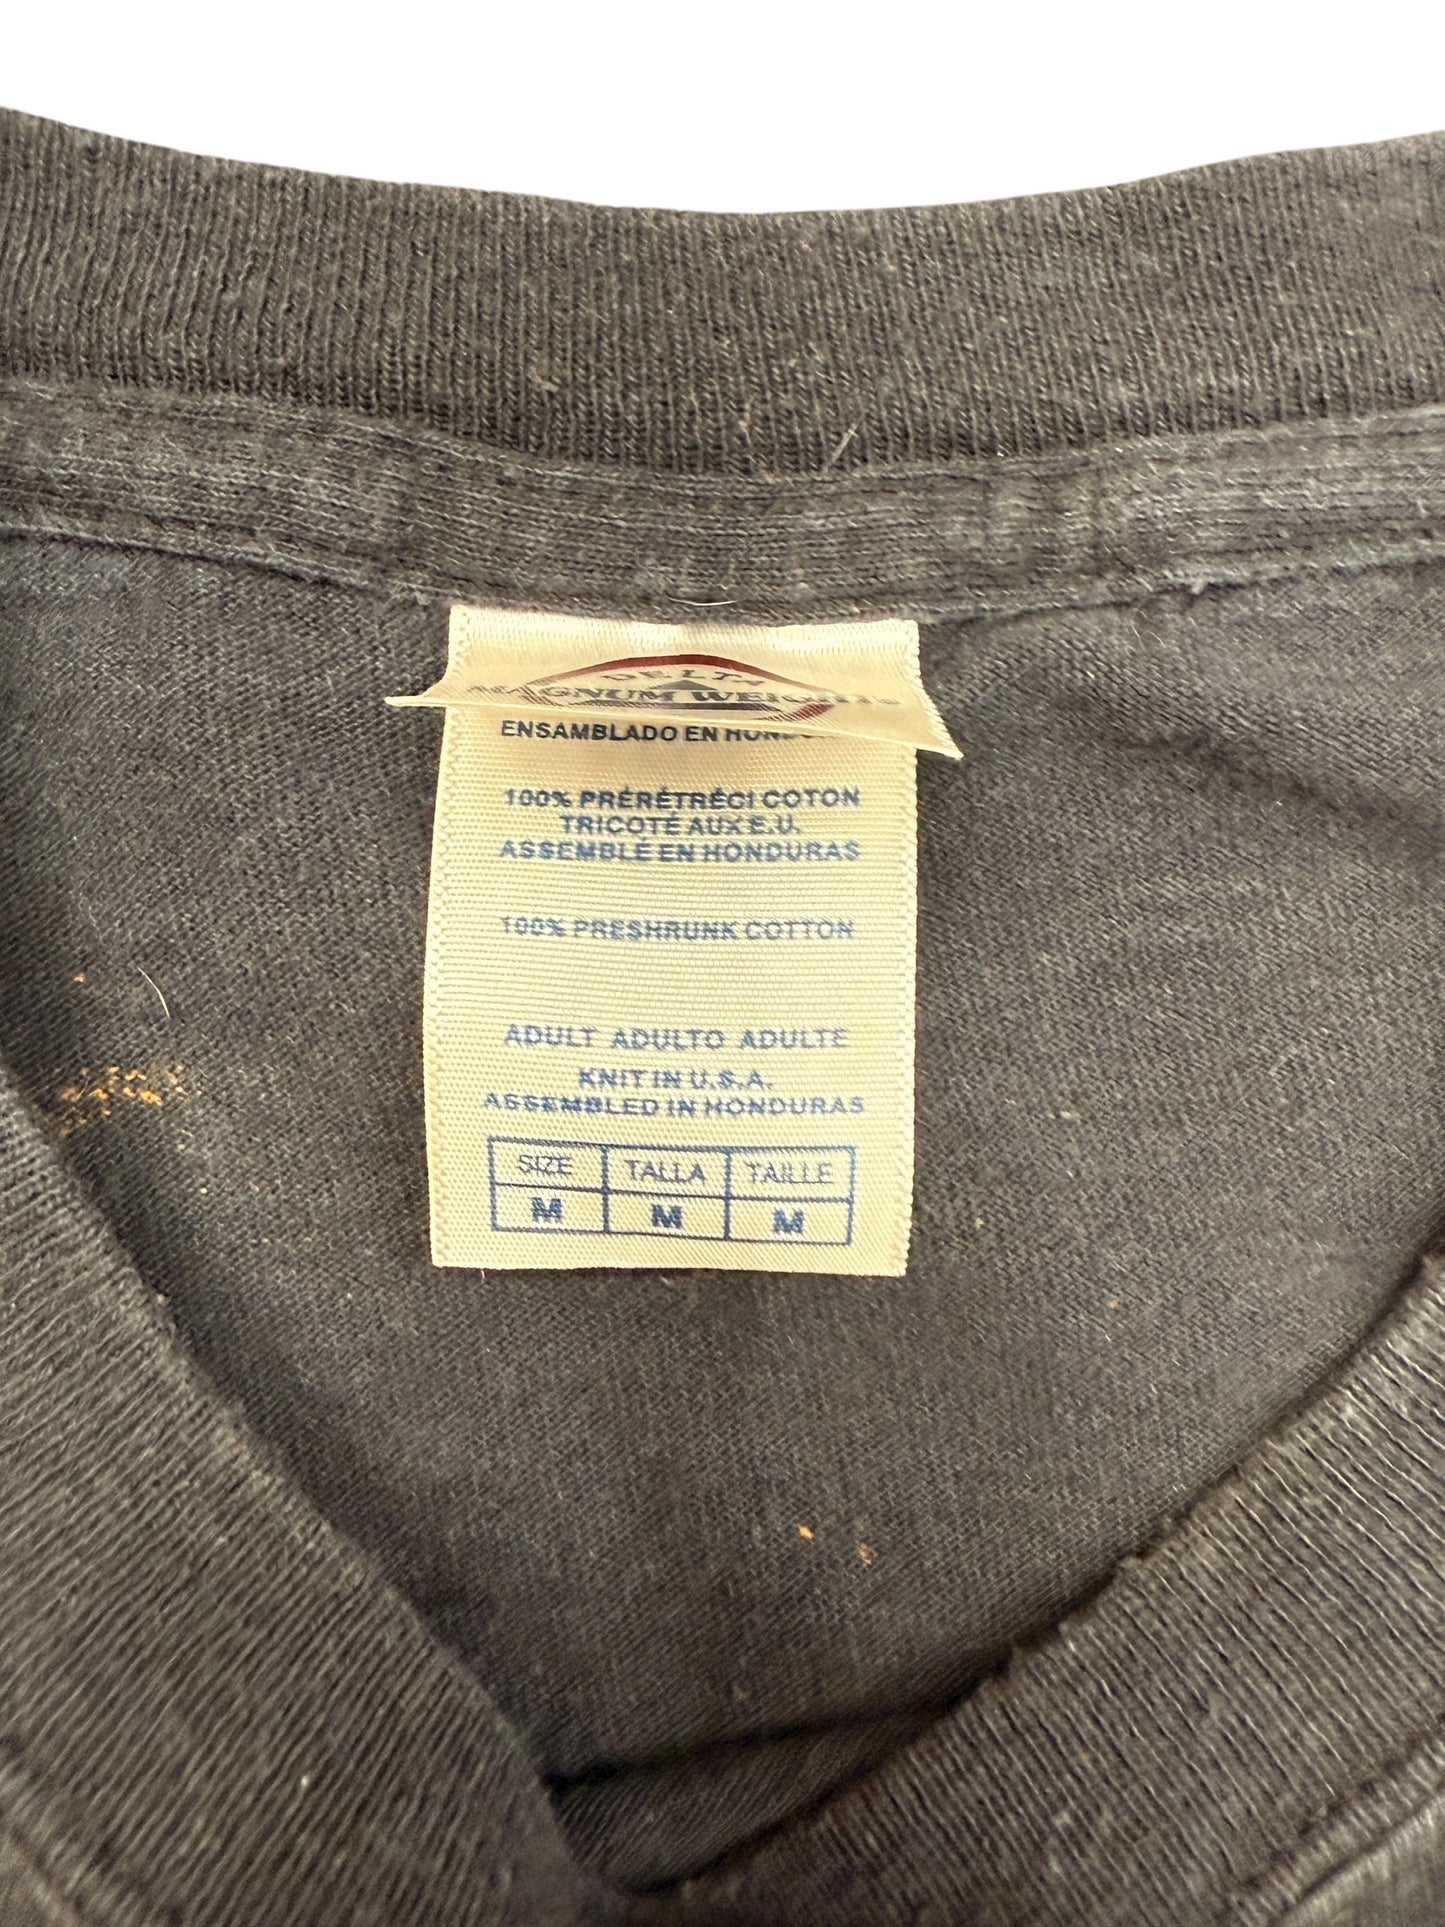 DELTA
MAGNUM WEIGHTS
ENSAMBLADO EN
100% PRÉRÉTRÉCI COTON
TRICOTÉ AUX E.U.
ASSEMBLÉ EN HONDURAS
100% PRESHRUNK COTTON
ADULT ADULTO ADULTE
KNIT IN U.S.A.
ASSEMBLED IN HONDURAS
SIZE TALLA TAILLE
M M M